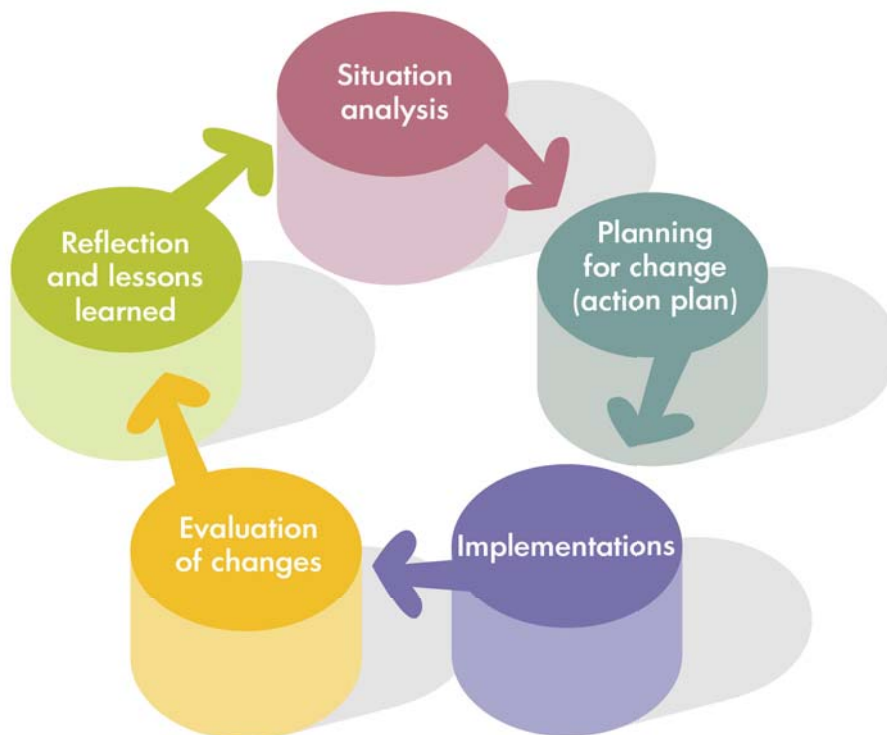 Situation
analysis
Planning
for change
(action plan)
Implementations
Evaluation
of changes
Reflection
and lessons
learned